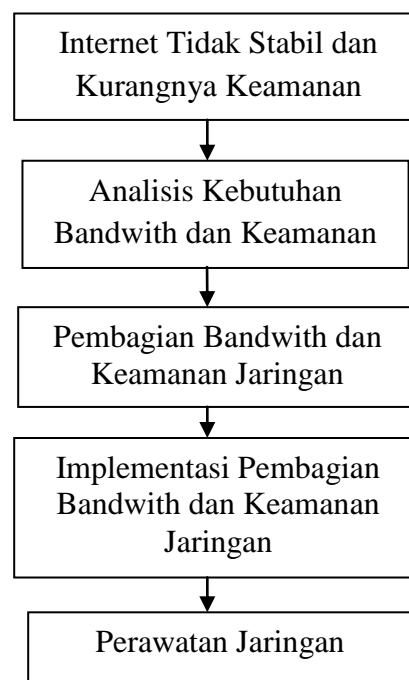 Internet Tidak Stabil dan
Kurangnya Keamanan
Analisis Kebutuhan
Bandwith dan Keamanan
Pembagian Bandwith dan
Keamanan Jaringan
Implementasi Pembagian
Bandwith dan Keamanan
Jaringan
Perawatan Jaringan